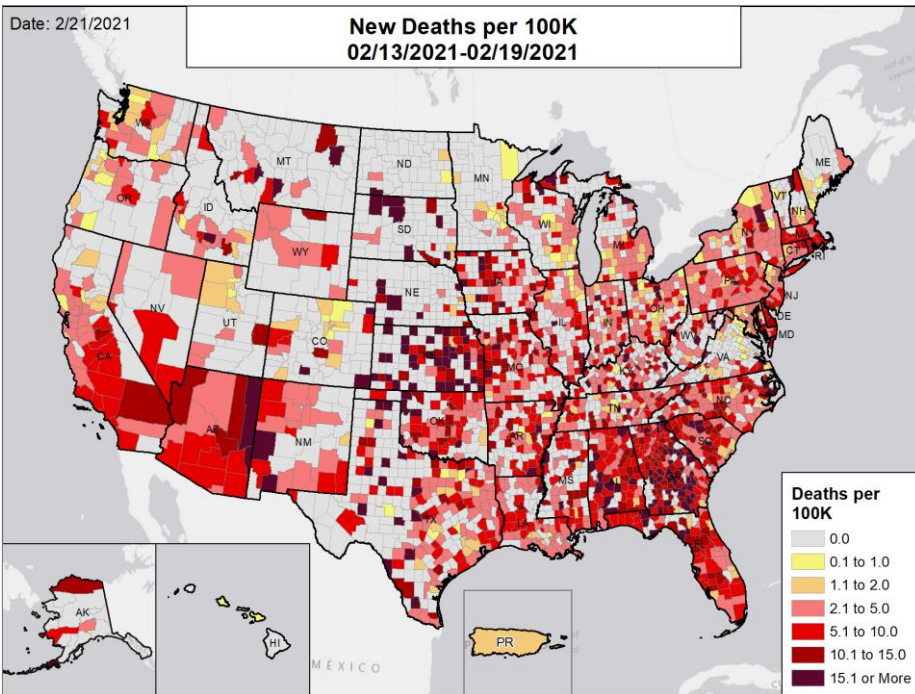 Date: 2/21/2021
New Deaths per 100K
02/13/2021-02/19/2021
WA
MT
ND
MN
ME
OR
ID
SD
WI
MI
VT
NH
NY
MA
CT
RI
WY
NE
IA
PA
NJ
NV
UT
CO
IL
IN
OH
DE
MD
WV
VA
CA
MO
KY
NC
TN
AZ
NM
OK
AR
SC
MS
AL
TX
LA
FL
AK
HI
PR
MÉXICO
Deaths per
100K
0.0
0.1 to 1.0
1.1 to 2.0
2.1 to 5.0
5.1 to 10.0
10.1 to 15.0
15.1 or More